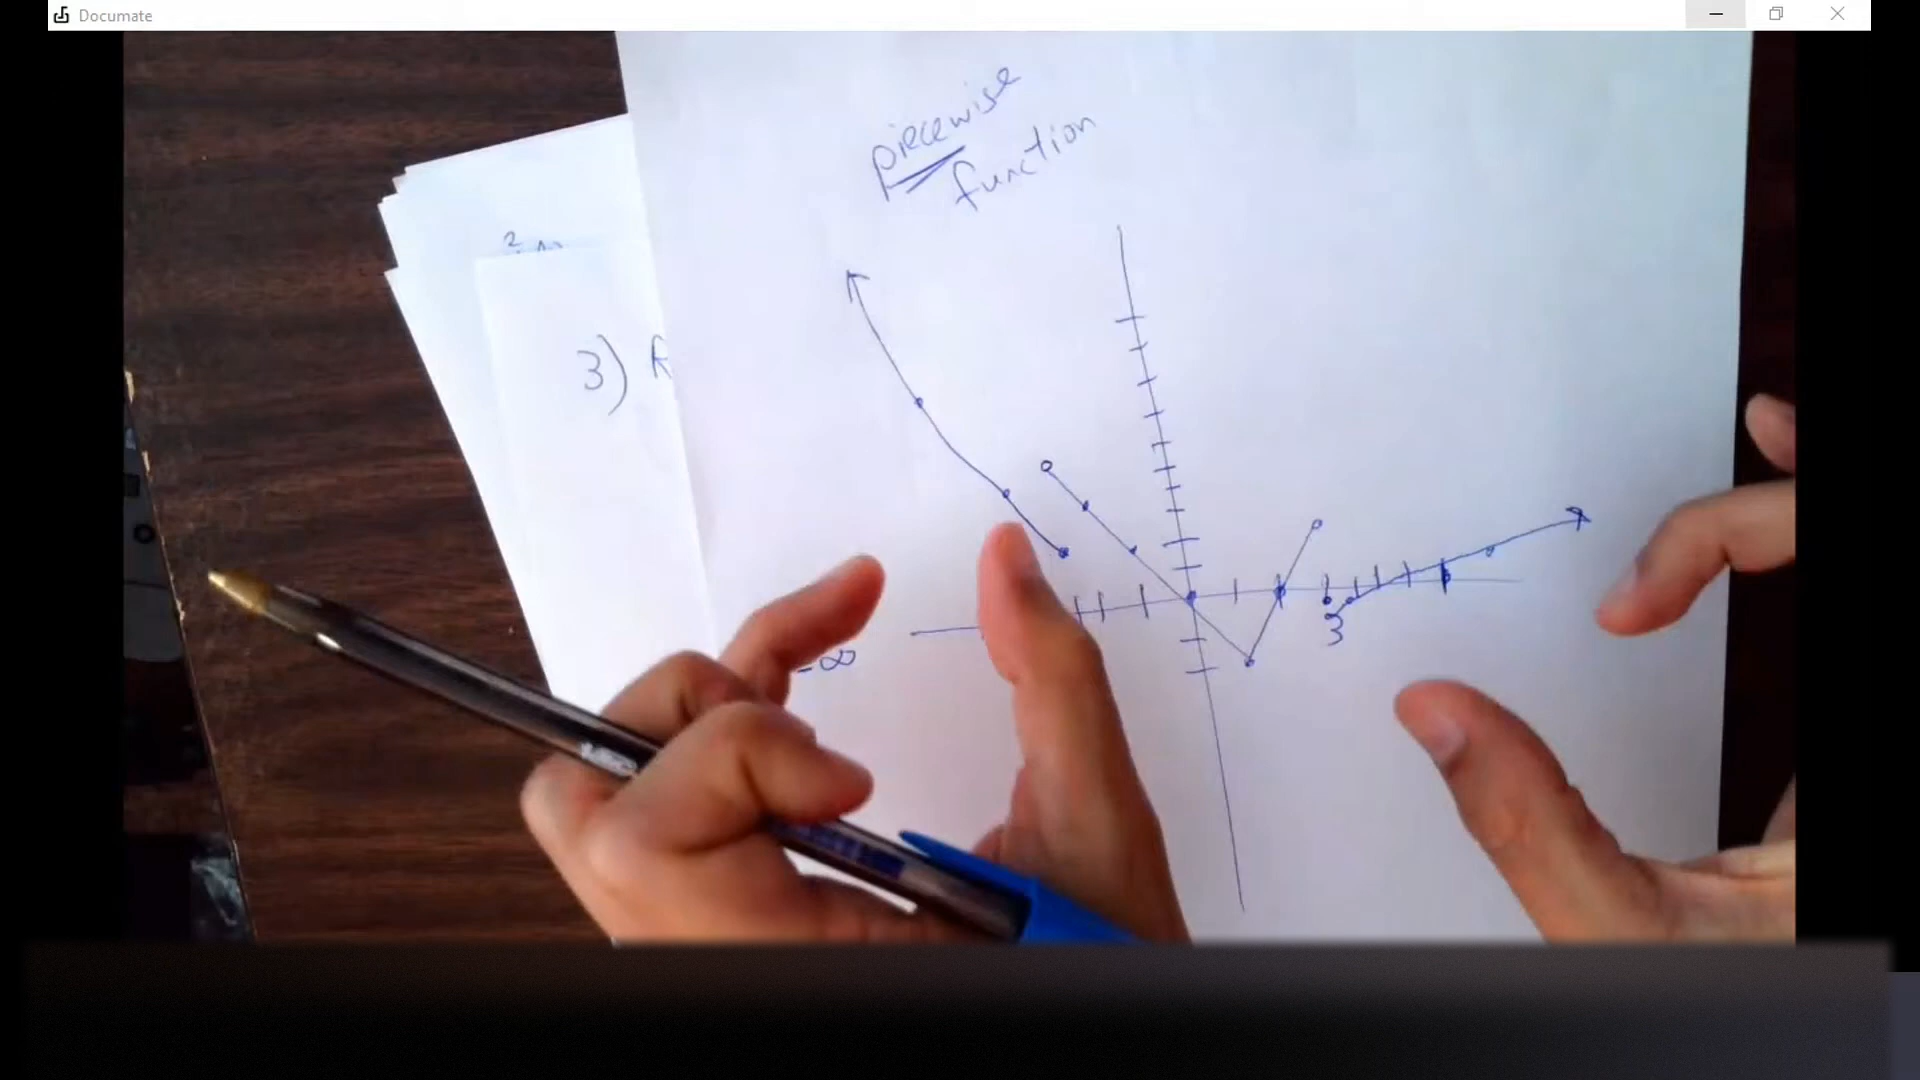 Documate
piecewise
function
3)
-∞
3